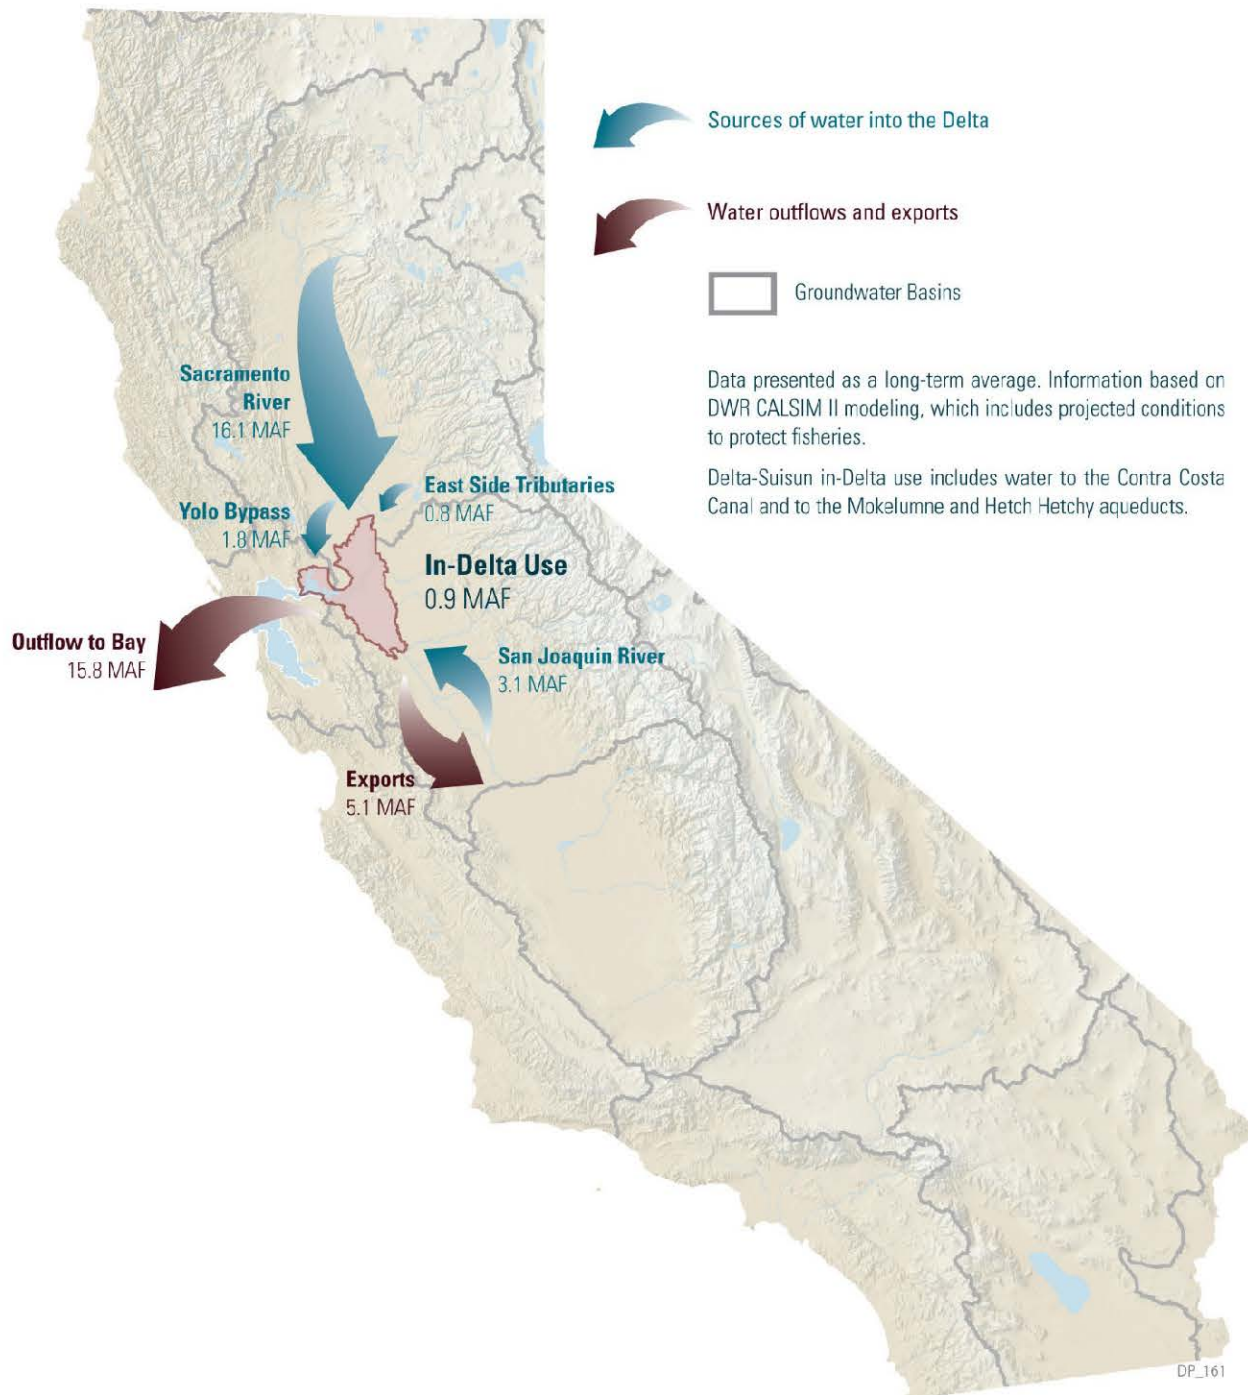 Sources of water into the Delta
Water outflows and exports
Groundwater Basins
Data presented as a long-term average. Information based on
DWR CALSIM II modeling, which includes projected conditions
to protect fisheries.
Delta-Suisun in-Delta use includes water to the Contra Costa
Canal and to the Mokelumne and Hetch Hetchy aqueducts.
Sacramento
River
16.1 MAF
East Side Tributaries
0.8 MAF
Yolo Bypass
1.8 MAF
In-Delta Use
0.9 MAF
Outflow to Bay
15.8 MAF
San Joaquin River
3.1 MAF
Exports
5.1 MAF
DP_161